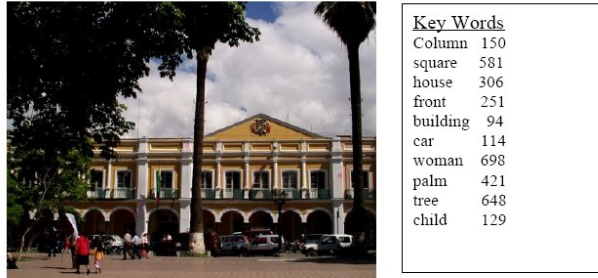 Key Words
Column 150
square 581
house 306
front 251
building 94
car 114
woman 698
palm 421
tree 648
child 129